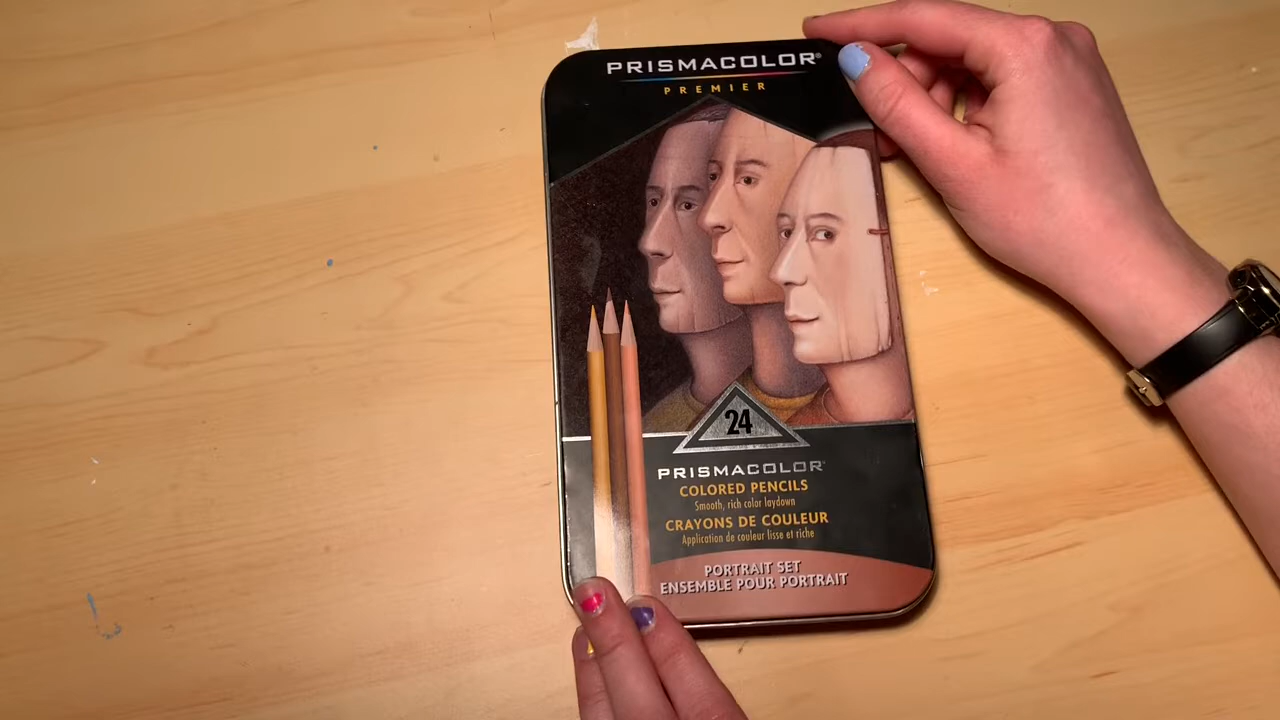 PRISMACOLOR®
PREMIER
24
PRISMACOLOR®
COLORED PENCILS
Smooth, rich color laydown
CRAYONS DE COULEUR
Application de couleur lisse et riche
PORTRAIT SET
ENSEMBLE POUR PORTRAIT